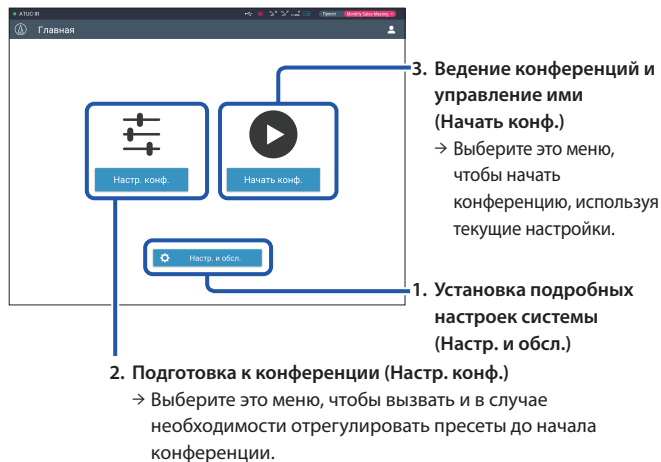 ATUC-IR
Пресет
Monthly Sales Meeting
Главная
Настр. конф.
Начать конф.
Настр. и обсл.
3. Ведение конференций и
управление ими
(Начать конф.)
→ Выберите это меню,
чтобы начать
конференцию, используя
текущие настройки.
1. Установка подробных
настроек системы
(Настр. и обсл.)
2. Подготовка к конференции (Настр. конф.)
→ Выберите это меню, чтобы вызвать и в случае
необходимости отрегулировать пресеты до начала
конференции.